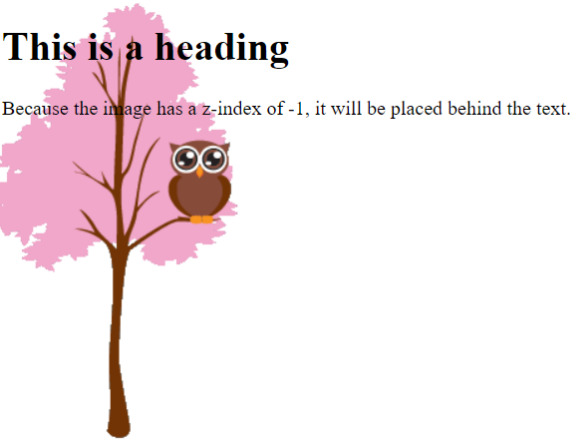 This is a heading
Because the image has a z-index of -1, it will be placed behind the text.